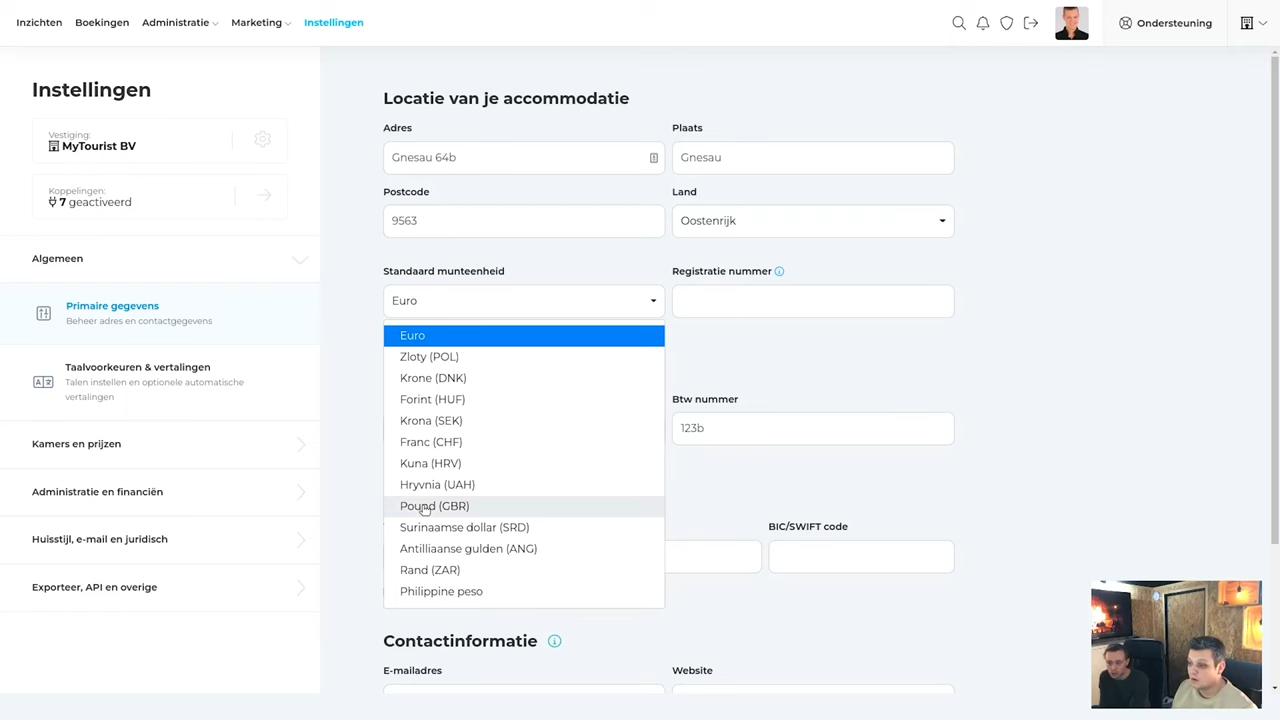 Inzichten
Boekingen
Administratie
Marketing
Instellingen
Ondersteuning
Instellingen
Vestiging:
MyTourist BV
Koppelingen:
7 geactiveerd
Algemeen
Primaire gegevens
Beheer adres en contactgegevens
Taalvoorkeuren & vertalingen
Talen instellen en optionele automatische
vertalingen
Kamers en prijzen
Administratie en financiën
Huisstijl, e-mail en juridisch
Exporteer, API en overige
Locatie van je accommodatie
Adres
Gnesau 64b
Plaats
Gnesau
Postcode
9563
Land
Oostenrijk
Standaard munteenheid
Euro
Registratie nummer
Euro
Zloty (POL)
Krone (DNK)
Forint (HUF)
Krona (SEK)
Franc (CHF)
Kuna (HRV)
Hryvnia (UAH)
Pound (GBR)
Surinaamse dollar (SRD)
Antilliaanse gulden (ANG)
Rand (ZAR)
Philippine peso
Btw nummer
123b
BIC/SWIFT code
Contactinformatie
E-mailadres
Website